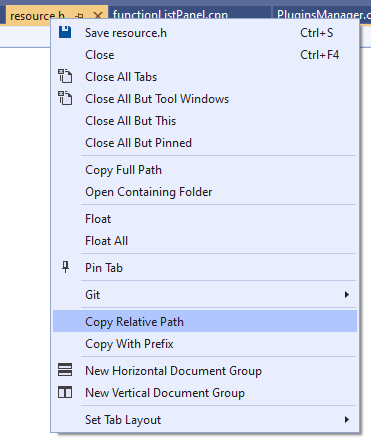 resource.h functionListPanel.cpp PluginsManager.c
Save resource.h Ctrl+S
Close Ctrl+F4
Close All Tabs
Close All But Tool Windows
Close All But This
Close All But Pinned
Copy Full Path
Open Containing Folder
Float
Float All
Pin Tab
Git
Copy Relative Path
Copy With Prefix
New Horizontal Document Group
New Vertical Document Group
Set Tab Layout